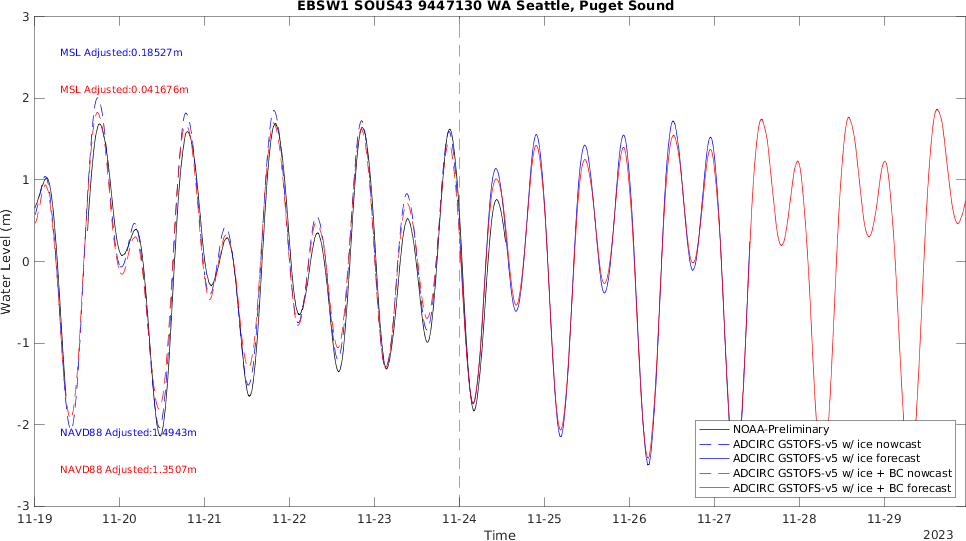 EBSW1 SOUS43 9447130 WA Seattle, Puget Sound
3
MSL Adjusted:0.18527m
MSL Adjusted:0.041676m
2
1
0
-1
-2
-3
Water Level (m)
NAVD88 Adjusted:1.4943m
NAVD88 Adjusted:1.3507m
NOAA-Preliminary
ADCIRC GSTOFS-v5 w/ ice nowcast
ADCIRC GSTOFS-v5 w/ ice forecast
ADCIRC GSTOFS-v5 w/ ice + BC nowcast
ADCIRC GSTOFS-v5 w/ ice + BC forecast
11-19 11-20 11-21 11-22 11-23 11-24 11-25 11-26 11-27 11-28 11-29
Time
2023